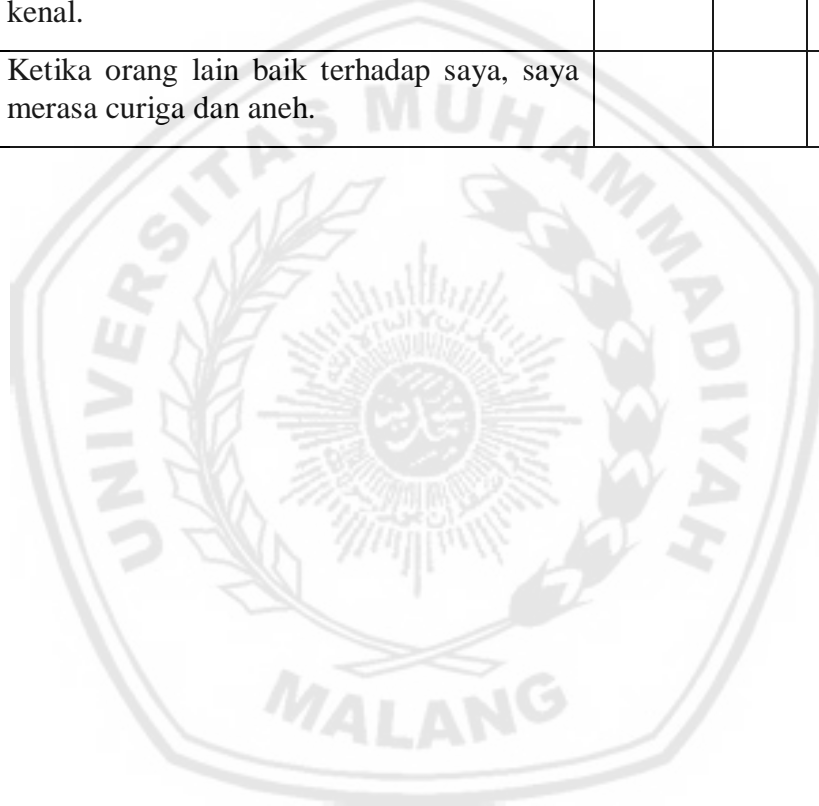 kenal.
Ketika orang lain baik terhadap saya, saya
merasa curiga dan aneh.
UNIVERSITAS MUHAMMADIYAH
MALANG